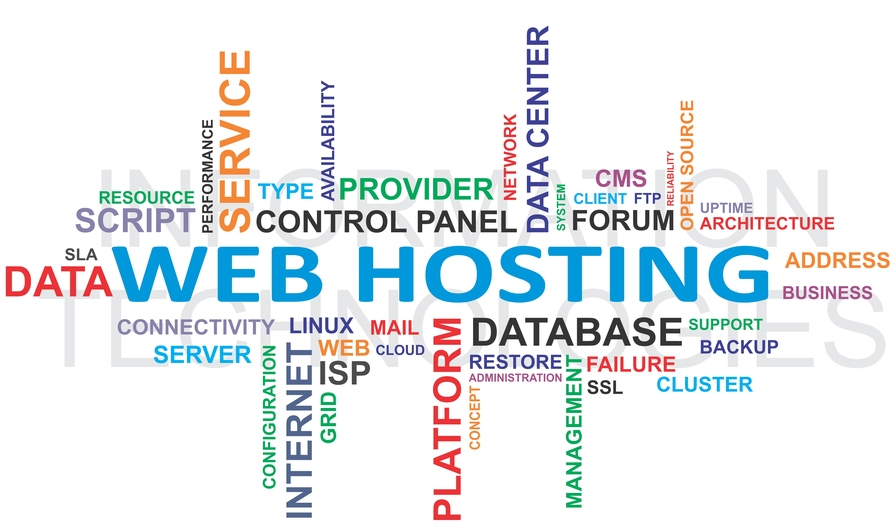 INFORMATION
TECHNOLOGIES
DATA CENTER
SERVICE
AVAILABILITY
PERFORMANCE
NETWORK
OPEN SOURCE
RELIABILITY
RESOURCE
TYPE
PROVIDER
SYSTEM
CMS
CLIENT
FTP
UPTIME
SCRIPT
CONTROL PANEL
FORUM
ARCHITECTURE
SLA
DATA
WEB HOSTING
ADDRESS
BUSINESS
CONNECTIVITY
LINUX
MAIL
PLATFORM
DATABASE
SUPPORT
SERVER
WEB
CLOUD
BACKUP
CONFIGURATION
INTERNET
ISP
GRID
RESTORE
FAILURE
ADMINISTRATION
CONCEPT
MANAGEMENT
SSL
CLUSTER